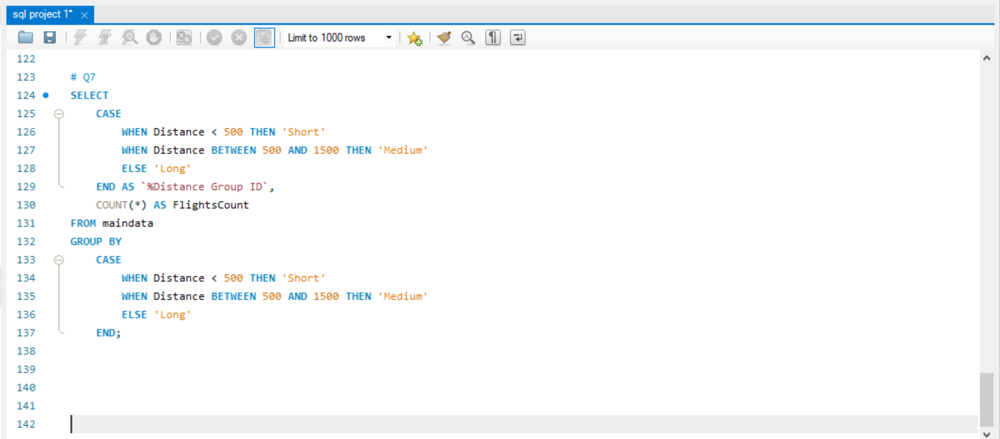 sql project 1*
Limit to 1000 rows
122
123 # Q7
124 SELECT
125 CASE
126 WHEN Distance < 500 THEN 'Short'
127 WHEN Distance BETWEEN 500 AND 1500 THEN 'Medium'
128 ELSE 'Long'
129 END AS `%Distance Group ID`,
130 COUNT(*) AS FlightsCount
131 FROM maindata
132 GROUP BY
133 CASE
134 WHEN Distance < 500 THEN 'Short'
135 WHEN Distance BETWEEN 500 AND 1500 THEN 'Medium'
136 ELSE 'Long'
137 END;
138
139
140
141
142